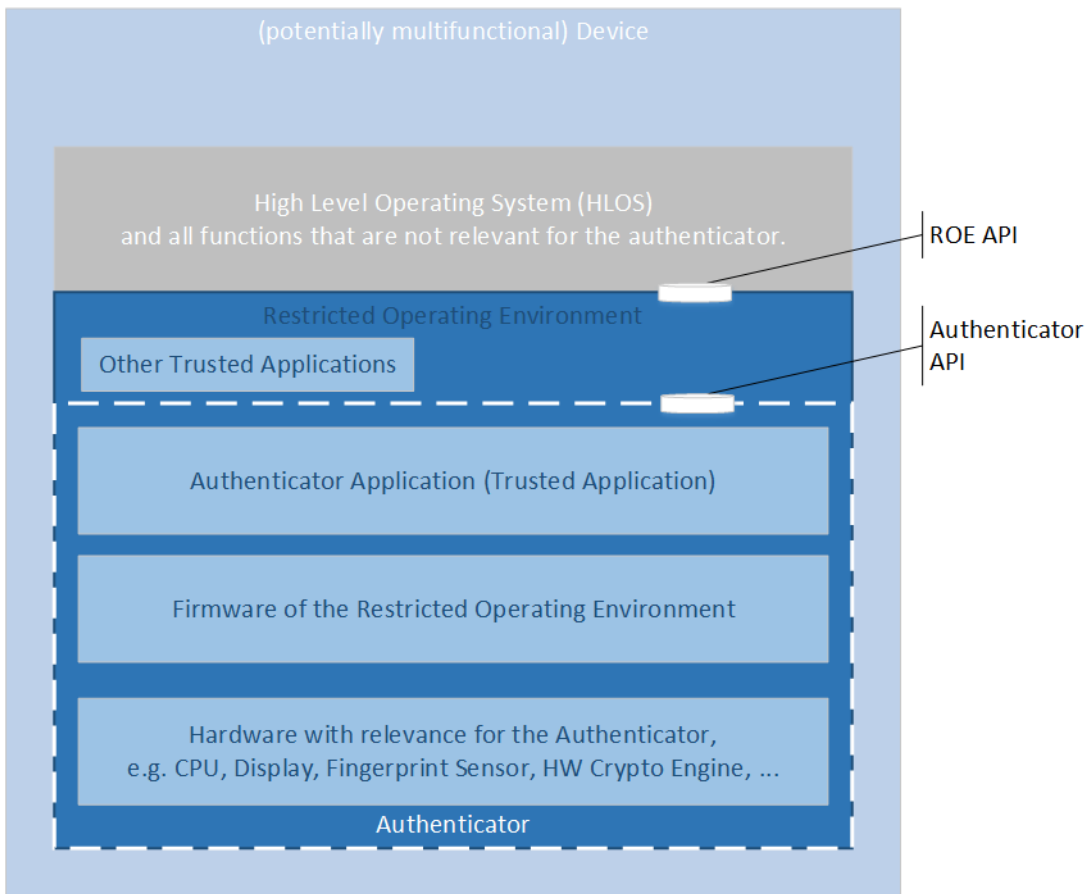 (potentially multifunctional) Device
High Level Operating System (HLOS)
and all functions that are not relevant for the authenticator.
ROE API
Restricted Operating Environment
Authenticator
API
Other Trusted Applications
Authenticator Application (Trusted Application)
Firmware of the Restricted Operating Environment
Hardware with relevance for the Authenticator,
e.g. CPU, Display, Fingerprint Sensor, HW Crypto Engine, ...
Authenticator